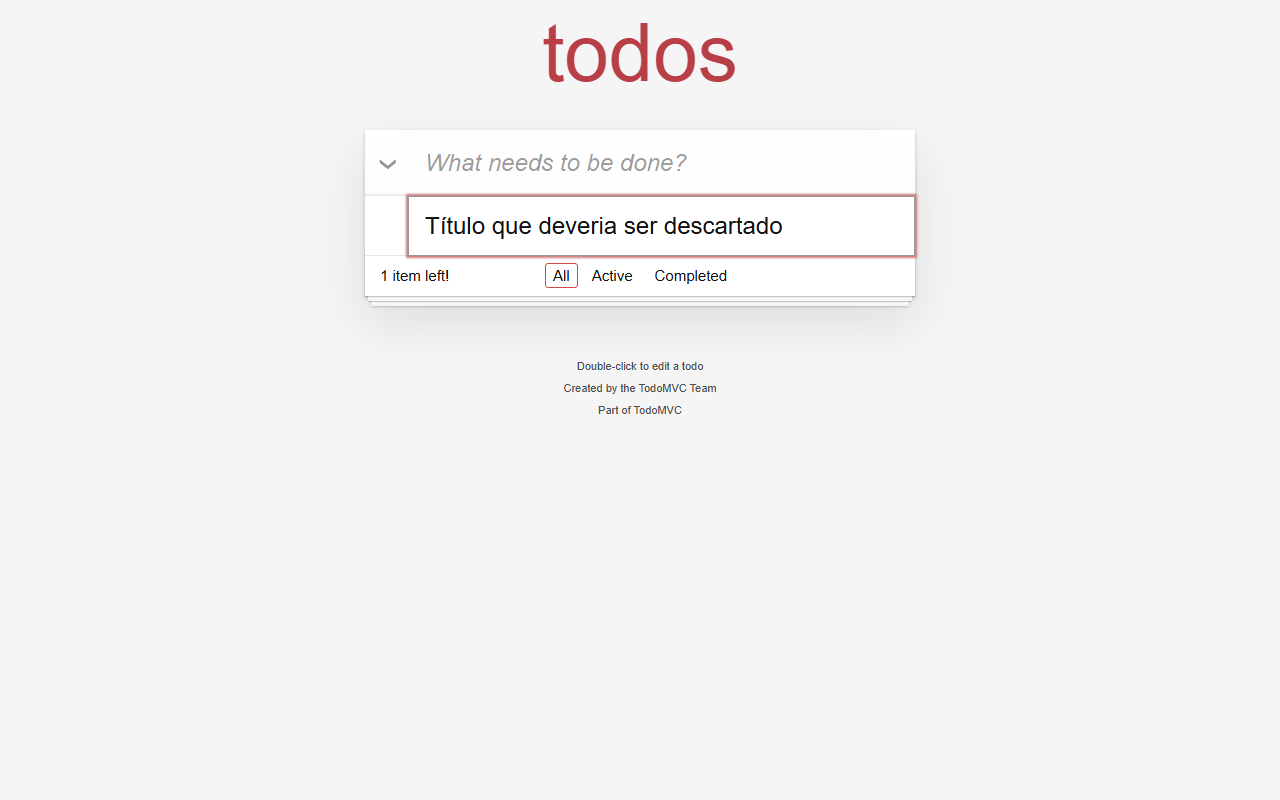 todos
What needs to be done?
Título que deveria ser descartado
1 item left!
All
Active
Completed
Double-click to edit a todo
Created by the TodoMVC Team
Part of TodoMVC